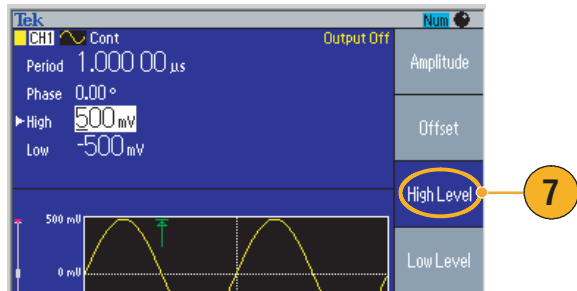 Tek Num
CH1 Cont Output Off
Period 1.000 00 µs
Phase 0.00 °
High 500 mV
Low -500 mV
Amplitude
Offset
High Level
7
Low Level
500 mV
0 mV